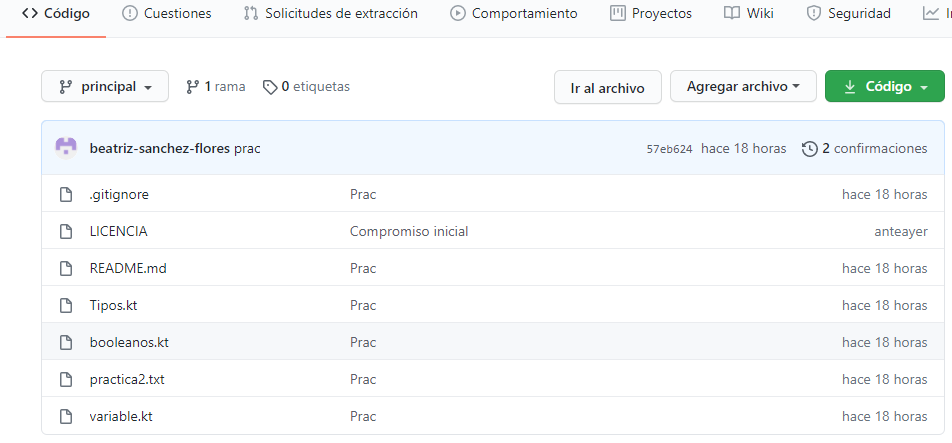 <> Código Cuestiones Solicitudes de extracción Comportamiento Proyectos Wiki Seguridad
principal 1 rama 0 etiquetas Ir al archivo Agregar archivo Código
beatriz-sanchez-flores prac 57eb624 hace 18 horas 2 confirmaciones
.gitignore Prac hace 18 horas
LICENCIA Compromiso inicial anteayer
README.md Prac hace 18 horas
Tipos.kt Prac hace 18 horas
booleanos.kt Prac hace 18 horas
practica2.txt Prac hace 18 horas
variable.kt Prac hace 18 horas